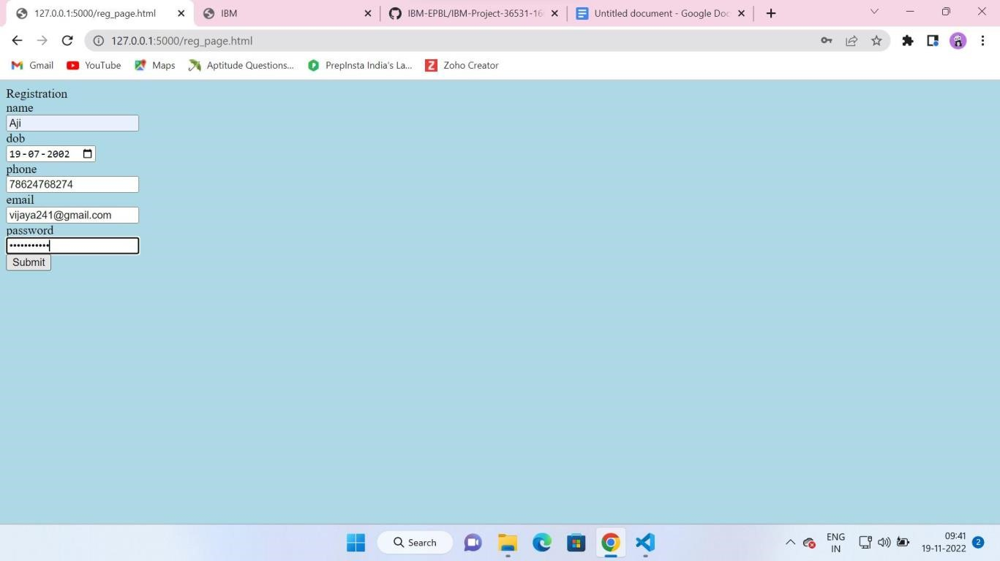 127.0.0.1:5000/reg_page.html
IBM
IBM-EPBL/IBM-Project-36531-16
Untitled document - Google Doc
127.0.0.1:5000/reg_page.html
Gmail
YouTube
Maps
Aptitude Questions...
PrepInsta India's La...
Zoho Creator
Registration
name
Aji
dob
19-07-2002
phone
78624768274
email
vijaya241@gmail.com
password
•••••••••••
Submit
Search
ENG
IN
09:41
19-11-2022
2